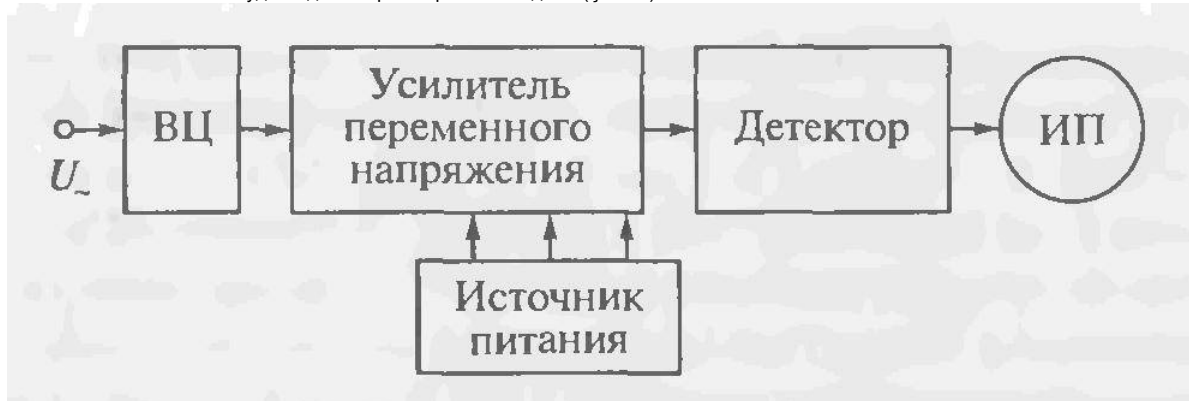 U~
ВЦ
Усилитель
переменного
напряжения
Детектор
ИП
Источник
питания